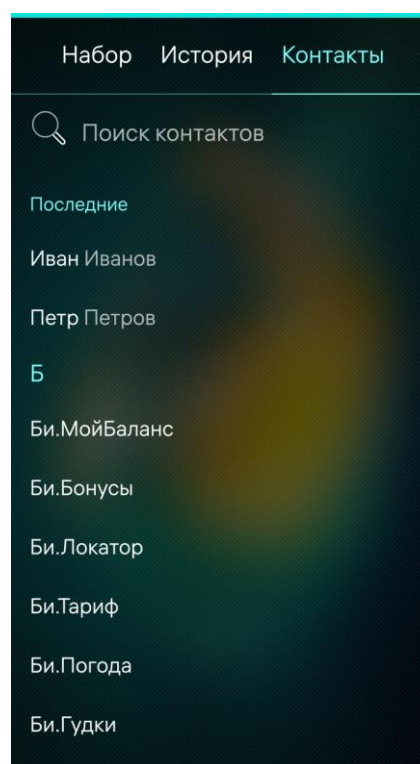 Набор История Контакты
Поиск контактов
Последние
Иван Иванов
Петр Петров
Б
Би.МойБаланс
Би.Бонусы
Би.Локатор
Би.Тариф
Би.Погода
Би.Гудки